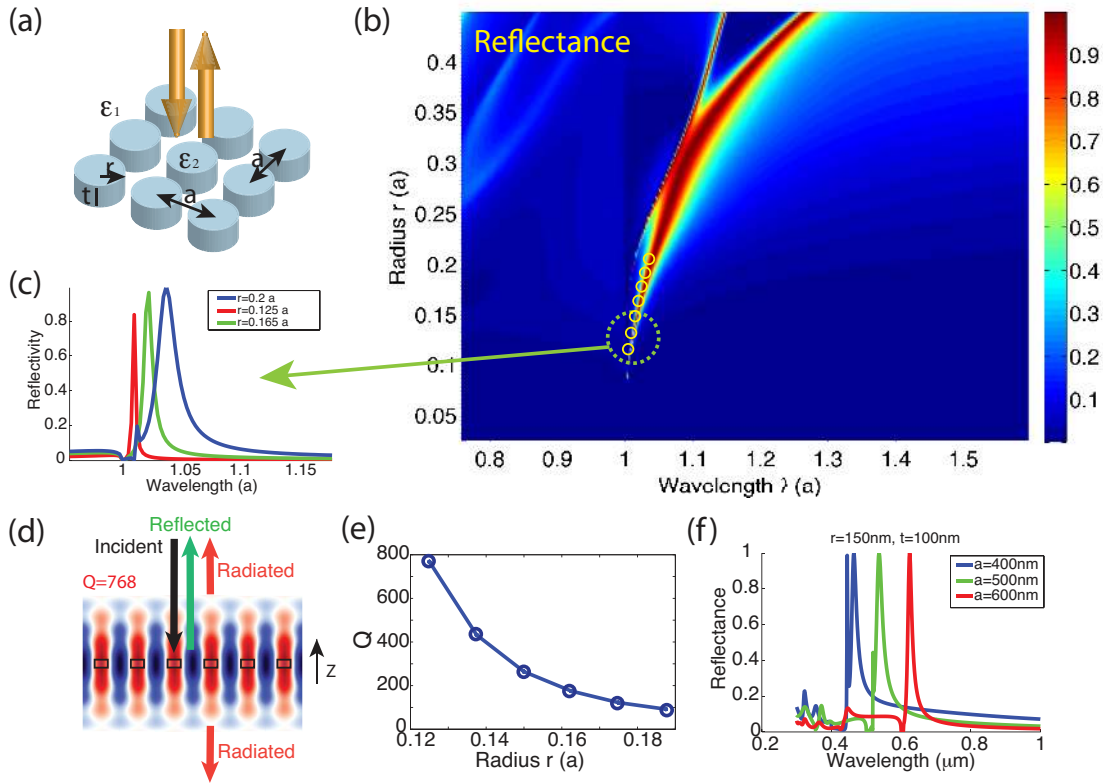 (a)
ε1
ε2
r
t
a
a
(b)
Reflectance
Radius r (a)
0.4
0.35
0.3
0.25
0.2
0.15
0.1
0.05
0.8
0.9
1
1.1
1.2
1.3
1.4
1.5
Wavelength λ (a)
0.9
0.8
0.7
0.6
0.5
0.4
0.3
0.2
0.1
(c)
r=0.2 a
r=0.125 a
r=0.165 a
Reflectivity
0.8
0.6
0.4
0.2
0
1
1.05
1.1
1.15
Wavelength (a)
(d)
Reflected
Incident
Radiated
Q=768
Z
Radiated
(e)
Q
800
600
400
200
0
0.12
0.14
0.16
0.18
Radius r (a)
(f)
r=150nm, t=100nm
a=400nm
a=500nm
a=600nm
Reflectance
1
0.8
0.6
0.4
0.2
0
0.2
0.4
0.6
0.8
1
Wavelength(μm)